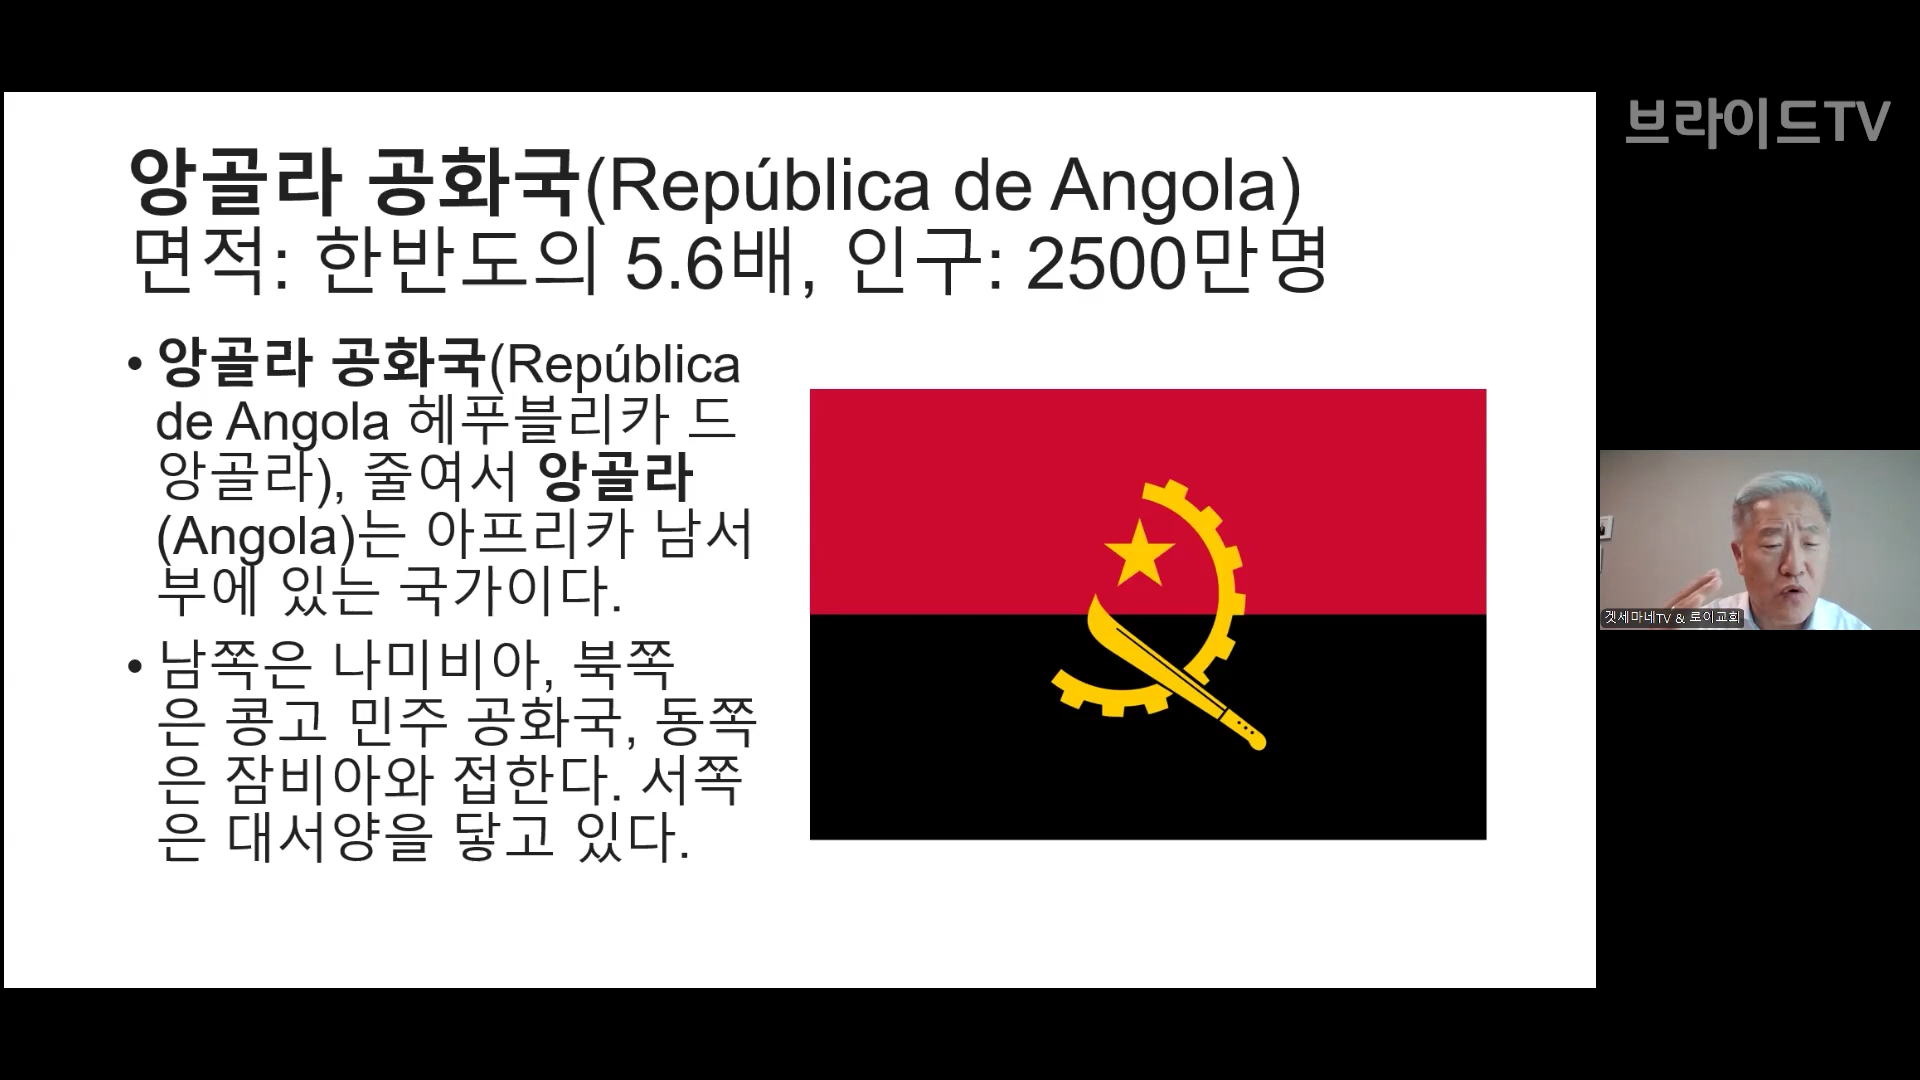 앙골라 공화국(República de Angola)
면적: 한반도의 5.6배, 인구: 2500만명
• 앙골라 공화국(República
de Angola 헤푸블리카 드
앙골라), 줄여서 앙골라
(Angola)는 아프리카 남서
부에 있는 국가이다.
• 남쪽은 나미비아, 북쪽
은 콩고 민주 공화국, 동쪽
은 잠비아와 접한다. 서쪽
은 대서양을 닿고 있다.
브라이드TV
겟세마네TV & 로이교회